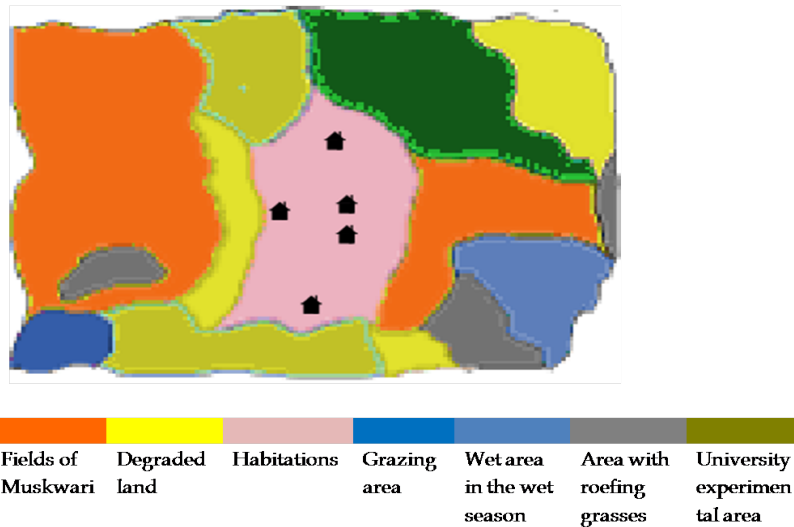 Fields of
Muskwari
Degraded
land
Habitations
Grazing
area
Wet area
in the wet
season
Area with
roofing
grasses
University
experimen
tal area